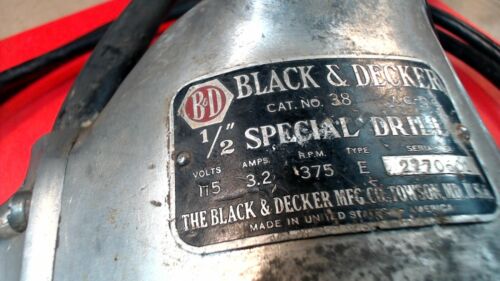 B&D BLACK & DECKER
CAT. NO. 38 A.C.-D.C.
1/2" SPECIAL DRILL
VOLTS AMPS. R.P.M. TYPE
115 3.2 375 E
THE BLACK & DECKER MFG. CO., TOWSON, MD. U.S.A.
MADE IN UNITED STATES OF AMERICA